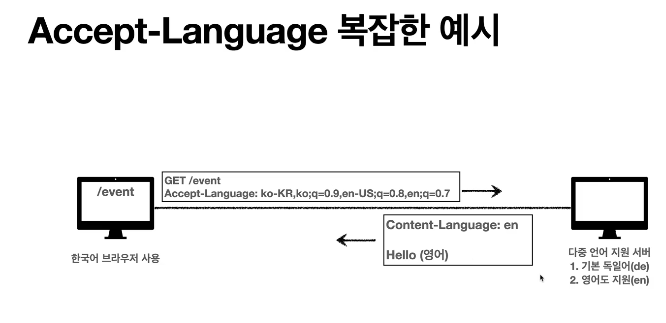 Accept-Language 복잡한 예시
/event
GET /event
Accept-Language: ko-KR,ko;q=0.9,en-US;q=0.8,en;q=0.7
Content-Language: en
Hello (영어)
한국어 브라우저 사용
다중 언어 지원 서버
1. 기본 독일어(de)
2. 영어도 지원(en)